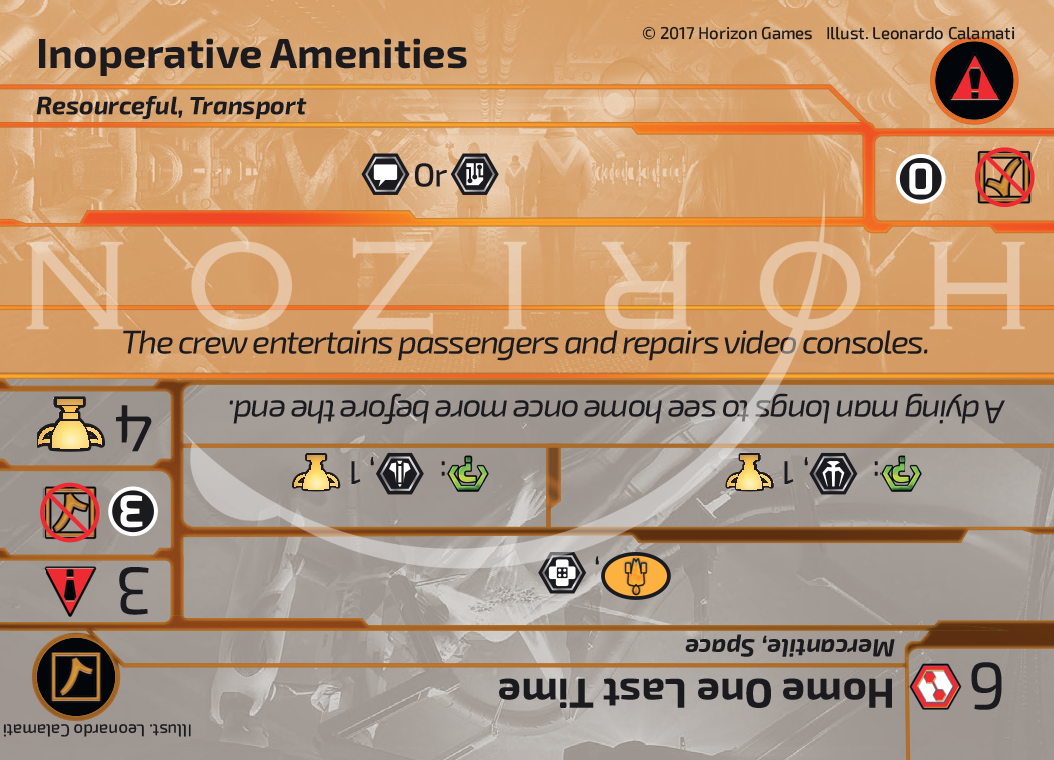 © 2017 Horizon Games Illust. Leonardo Calamati
Inoperative Amenities
Resourceful, Transport
Or
0
HORIZON
The crew entertains passengers and repairs video consoles.
Illust. Leonardo Calamati
9 Home One Last Time
Mercantile, Space
3
,
3
: , 1
: , 1
4
A dying man longs to see home once more before the end.